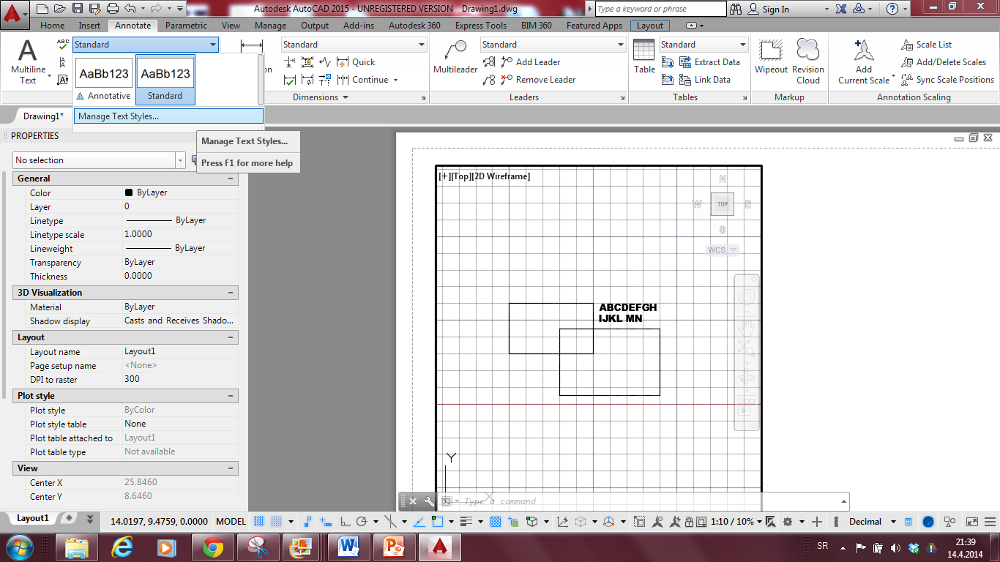 Autodesk AutoCAD 2015 - UNREGISTERED VERSION Drawing1.dwg
Type a keyword or phrase
Sign In
Home Insert Annotate Parametric View Manage Output Add-ins Autodesk 360 Express Tools BIM 360 Featured Apps Layout
A
Multiline
Text
ABC
Standard
AaBb123
Annotative
AaBb123
Standard
Manage Text Styles...
Manage Text Styles...
Press F1 for more help
on
Standard
Quick
Continue
Dimensions
Multileader
Standard
Add Leader
Remove Leader
Leaders
Table
Standard
Extract Data
Link Data
Tables
Wipeout
Revision
Cloud
Markup
Add
Current Scale
Scale List
Add/Delete Scales
Sync Scale Positions
Annotation Scaling
Drawing1*
PROPERTIES
No selection
General
Color ByLayer
Layer 0
Linetype ByLayer
Linetype scale 1.0000
Lineweight ByLayer
Transparency ByLayer
Thickness 0.0000
3D Visualization
Material ByLayer
Shadow display Casts and Receives Shado...
Layout
Layout name Layout1
Page setup name <None>
DPI to raster 300
Plot style
Plot style ByColor
Plot style table None
Plot table attached to Layout1
Plot table type Not available
View
Center X 25.8460
Center Y 8.6460
[+][Top][2D Wireframe]
N
W TOP E
S
WCS
ABCDEFGH
IJKL MN
Y
X
Type a command
Layout1
14.0197, 9.4759, 0.0000 MODEL
1:10 / 10%
Decimal
SR
21:39
14.4.2014